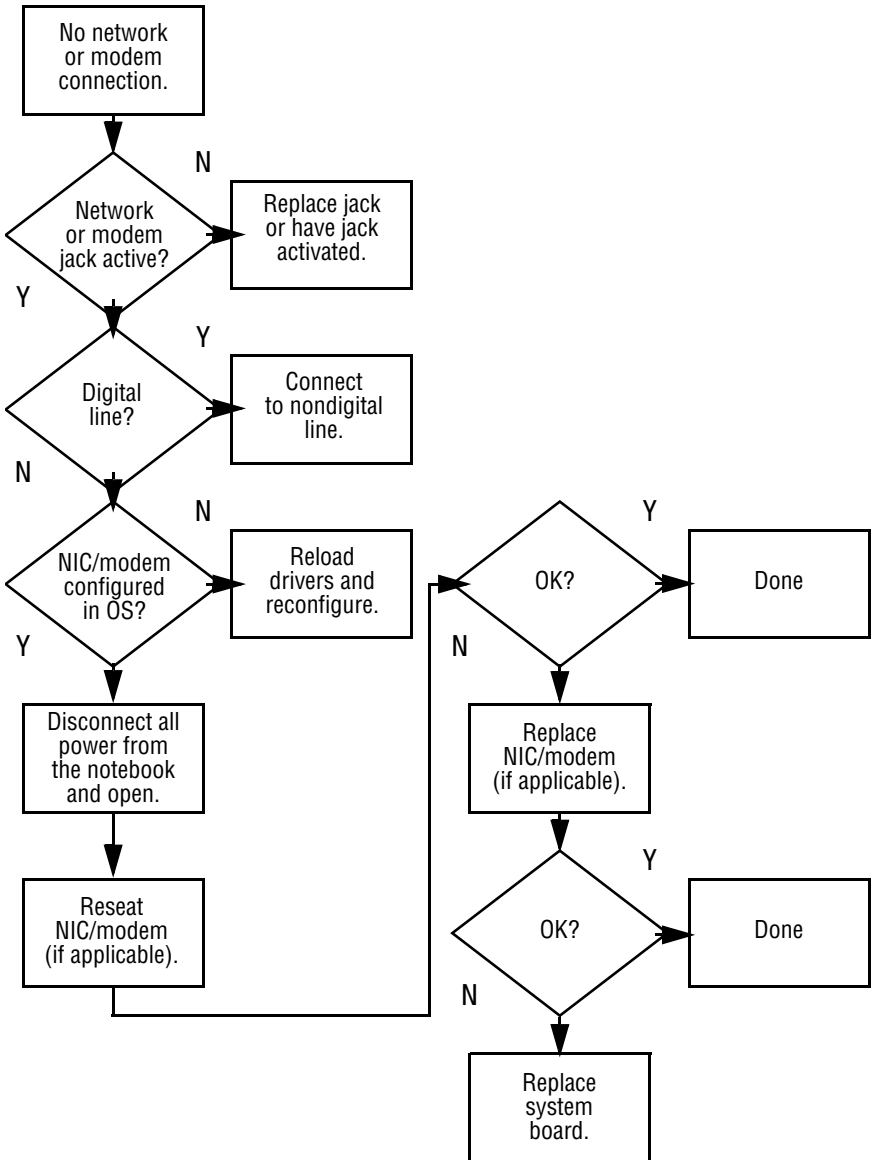 No network
or modem
connection.
N
Network
or modem
jack active?
Replace jack
or have jack
activated.
Y
Y
Digital
line?
Connect
to nondigital
line.
N
N
NIC/modem
configured
in OS?
Reload
drivers and
reconfigure.
Y
Disconnect all
power from
the notebook
and open.
Reseat
NIC/modem
(if applicable).
Y
OK?
Done
N
Replace
NIC/modem
(if applicable).
Y
OK?
Done
N
Replace
system
board.